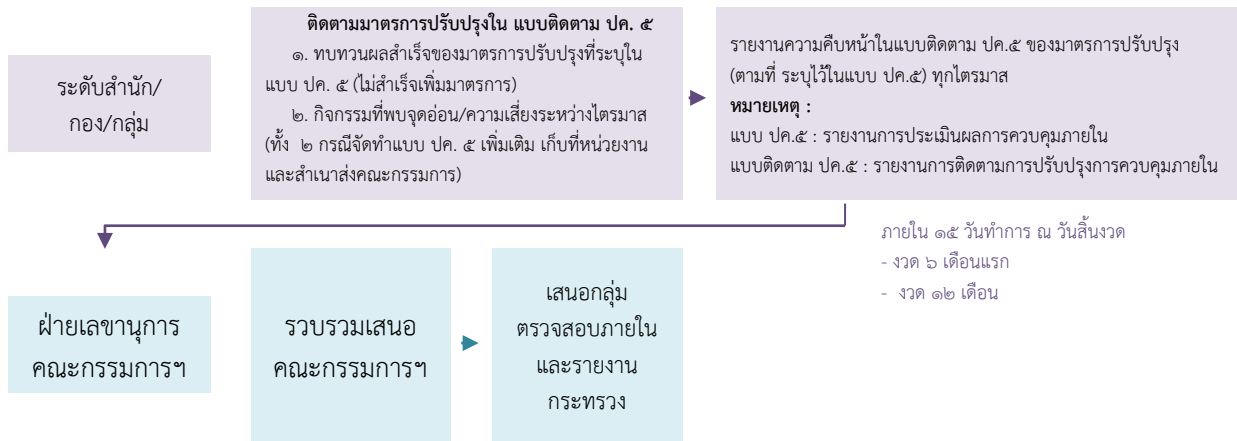 ระดับสำนัก/
กอง/กลุ่ม
ติดตามมาตรการปรับปรุงใน แบบติดตาม ปค. ๕
๑. ทบทวนผลสำเร็จของมาตรการปรับปรุงที่ระบุใน
แบบ ปค. ๕ (ไม่สำเร็จเพิ่มมาตรการ)
๒. กิจกรรมที่พบจุดอ่อน/ความเสี่ยงระหว่างไตรมาส
(ทั้ง ๒ กรณีจัดทำแบบ ปค. ๕ เพิ่มเติม เก็บที่หน่วยงาน
และสำเนาส่งคณะกรรมการ)
รายงานความคืบหน้าในแบบติดตาม ปค.๕ ของมาตรการปรับปรุง
(ตามที่ ระบุไว้ในแบบ ปค.๕) ทุกไตรมาส
หมายเหตุ :
แบบ ปค.๕ : รายงานการประเมินผลการควบคุมภายใน
แบบติดตาม ปค.๕ : รายงานการติดตามการปรับปรุงการควบคุมภายใน
ภายใน ๑๕ วันทำการ ณ วันสิ้นงวด
- งวด ๖ เดือนแรก
- งวด ๑๒ เดือน
ฝ่ายเลขานุการ
คณะกรรมการฯ
รวบรวมเสนอ
คณะกรรมการฯ
เสนอกลุ่ม
ตรวจสอบภายใน
และรายงาน
กระทรวง